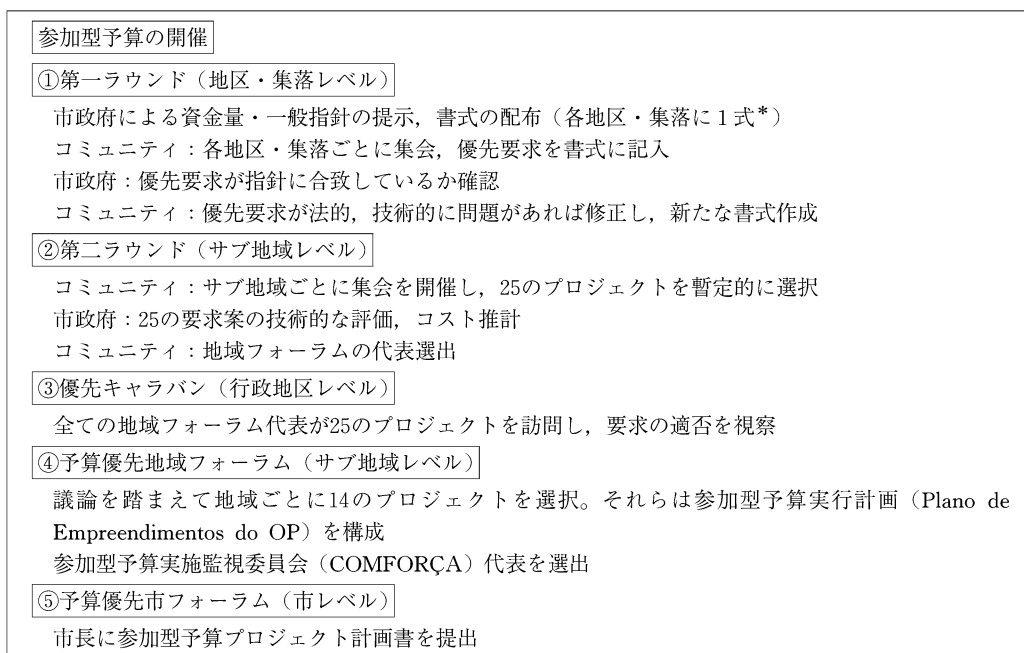 参加型予算の開催
①第一ラウンド（地区・集落レベル）
市政府による資金量・一般指針の提示，書式の配布（各地区・集落に１式*）
コミュニティ：各地区・集落ごとに集会，優先要求を書式に記入
市政府：優先要求が指針に合致しているか確認
コミュニティ：優先要求が法的，技術的に問題があれば修正し，新たな書式作成
②第二ラウンド（サブ地域レベル）
コミュニティ：サブ地域ごとに集会を開催し，25のプロジェクトを暫定的に選択
市政府：25の要求案の技術的な評価，コスト推計
コミュニティ：地域フォーラムの代表選出
③優先キャラバン（行政地区レベル）
全ての地域フォーラム代表が25のプロジェクトを訪問し，要求の適否を視察
④予算優先地域フォーラム（サブ地域レベル）
議論を踏まえて地域ごとに14のプロジェクトを選択。それらは参加型予算実行計画（Plano de
Empreendimentos do OP）を構成
参加型予算実施監視委員会（COMFORÇA）代表を選出
⑤予算優先市フォーラム（市レベル）
市長に参加型予算プロジェクト計画書を提出